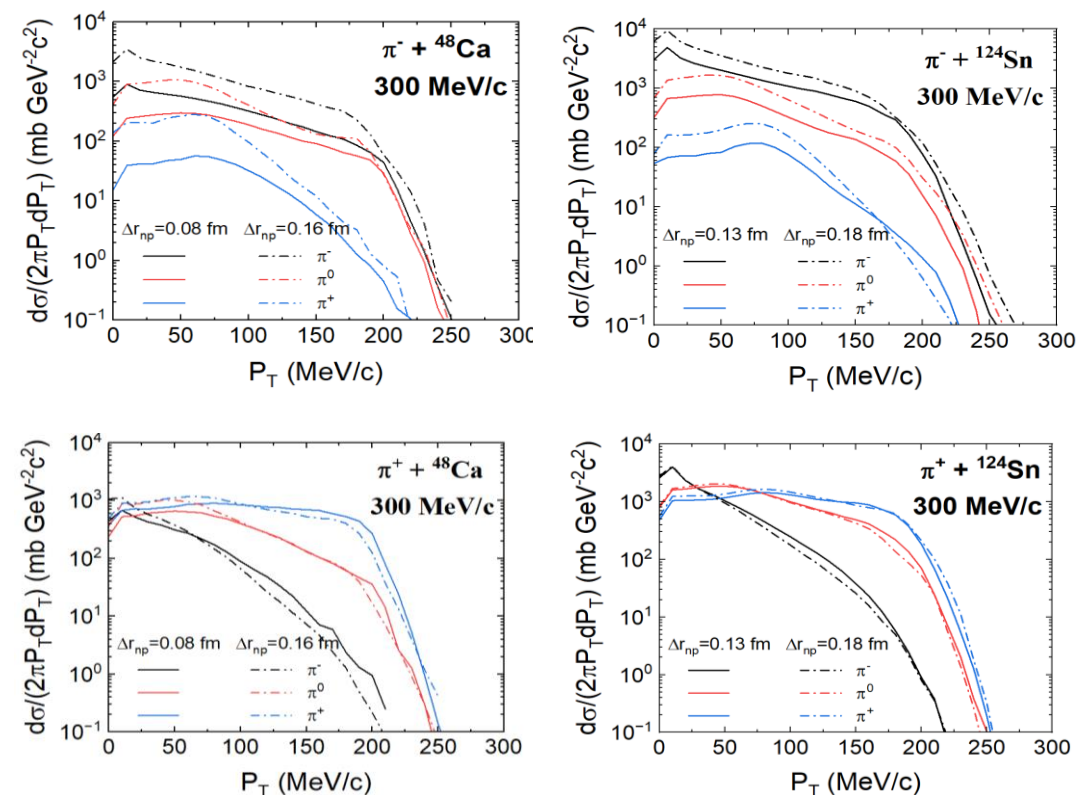 π⁻ + ⁴⁸Ca
300 MeV/c
dσ/(2πP_TdP_T) (mb GeV⁻²c²)
10⁴
10³
10²
10¹
10⁰
10⁻¹
Δr_np=0.08 fm Δr_np=0.16 fm
π⁻
π⁰
π⁺
0 50 100 150 200 250 300
P_T (MeV/c)
π⁻ + ¹²⁴Sn
300 MeV/c
dσ/(2πP_TdP_T) (mb GeV⁻²c²)
10⁴
10³
10²
10¹
10⁰
10⁻¹
Δr_np=0.13 fm Δr_np=0.18 fm
π⁻
π⁰
π⁺
0 50 100 150 200 250 300
P_T (MeV/c)
π⁺ + ⁴⁸Ca
300 MeV/c
dσ/(2πP_TdP_T) (mb GeV⁻²c²)
10⁴
10³
10²
10¹
10⁰
10⁻¹
Δr_np=0.08 fm Δr_np=0.16 fm
π⁻
π⁰
π⁺
0 50 100 150 200 250 300
P_T (MeV/c)
π⁺ + ¹²⁴Sn
300 MeV/c
dσ/(2πP_TdP_T) (mb GeV⁻²c²)
10⁴
10³
10²
10¹
10⁰
10⁻¹
Δr_np=0.13 fm Δr_np=0.18 fm
π⁻
π⁰
π⁺
0 50 100 150 200 250 300
P_T (MeV/c)